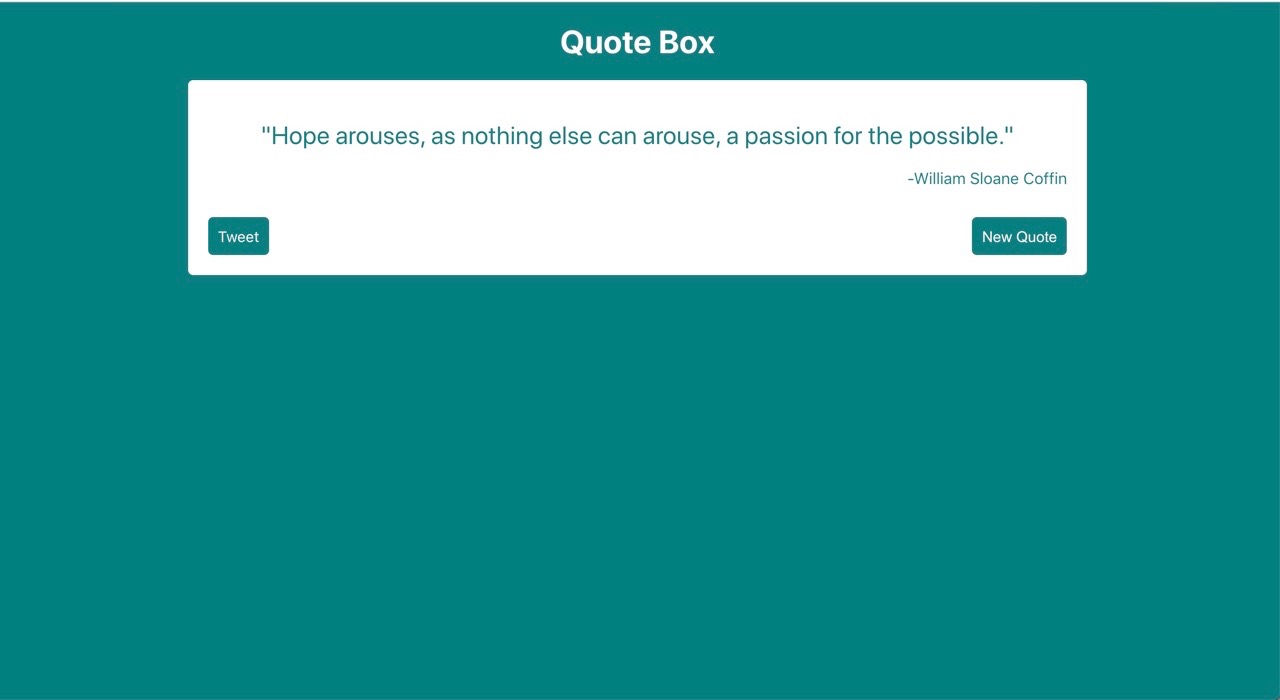 Quote Box
"Hope arouses, as nothing else can arouse, a passion for the possible."
-William Sloane Coffin
Tweet
New Quote